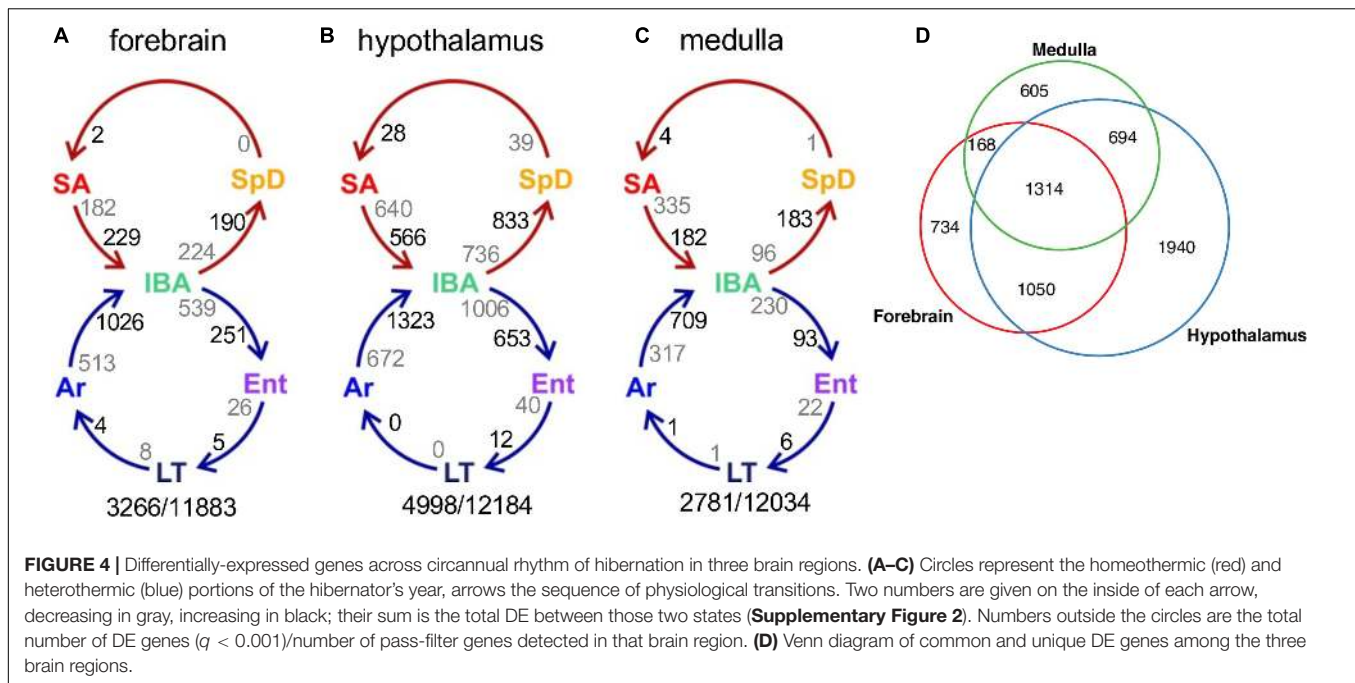 A forebrain
2
0
SA
SpD
182
229
190
224
IBA
539
1026
251
513
Ar
Ent
26
4
8
5
LT
3266/11883
B hypothalamus
28
39
SA
SpD
640
566
833
736
IBA
1006
1323
653
672
Ar
Ent
40
0
0
12
LT
4998/12184
C medulla
4
1
SA
SpD
335
182
183
96
IBA
230
709
93
317
Ar
Ent
22
1
1
6
LT
2781/12034
D
Medulla
605
168
694
1314
734
1940
1050
Forebrain
Hypothalamus
FIGURE 4 | Differentially-expressed genes across circannual rhythm of hibernation in three brain regions. (A–C) Circles represent the homeothermic (red) and
heterothermic (blue) portions of the hibernator's year, arrows the sequence of physiological transitions. Two numbers are given on the inside of each arrow,
decreasing in gray, increasing in black; their sum is the total DE between those two states (Supplementary Figure 2). Numbers outside the circles are the total
number of DE genes (q < 0.001)/number of pass-filter genes detected in that brain region. (D) Venn diagram of common and unique DE genes among the three
brain regions.